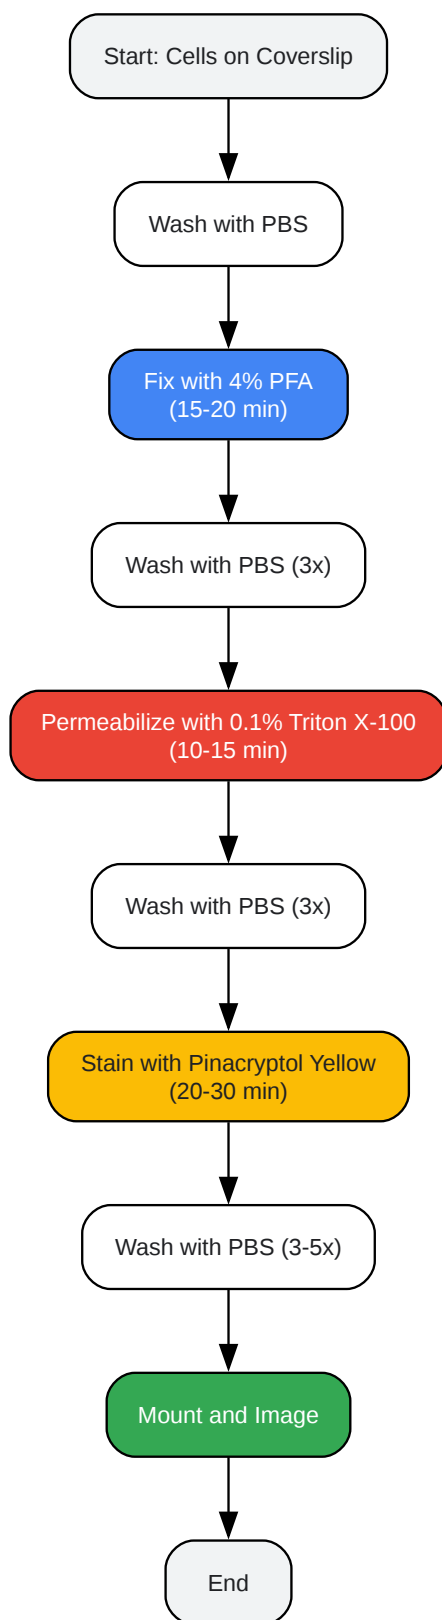 Start: Cells on Coverslip
Wash with PBS
Fix with 4% PFA
(15-20 min)
Wash with PBS (3x)
Permeabilize with 0.1% Triton X-100
(10-15 min)
Wash with PBS (3x)
Stain with Pinacryptol Yellow
(20-30 min)
Wash with PBS (3-5x)
Mount and Image
End